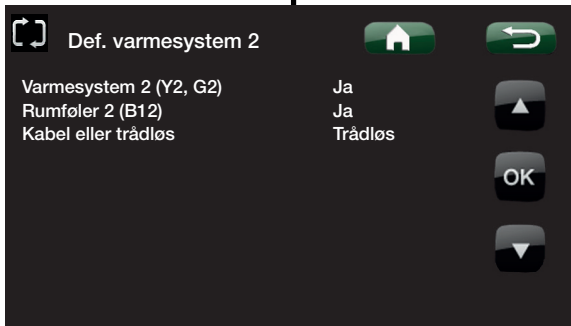 Def. varmesystem 2
Varmesystem 2 (Y2, G2) Ja
Rumføler 2 (B12) Ja
Kabel eller trådløs Trådløs
OK